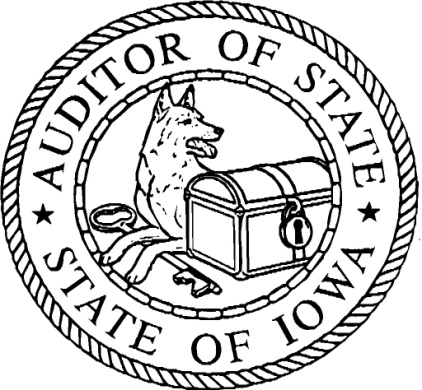 AUDITOR OF STATE
STATE OF IOWA